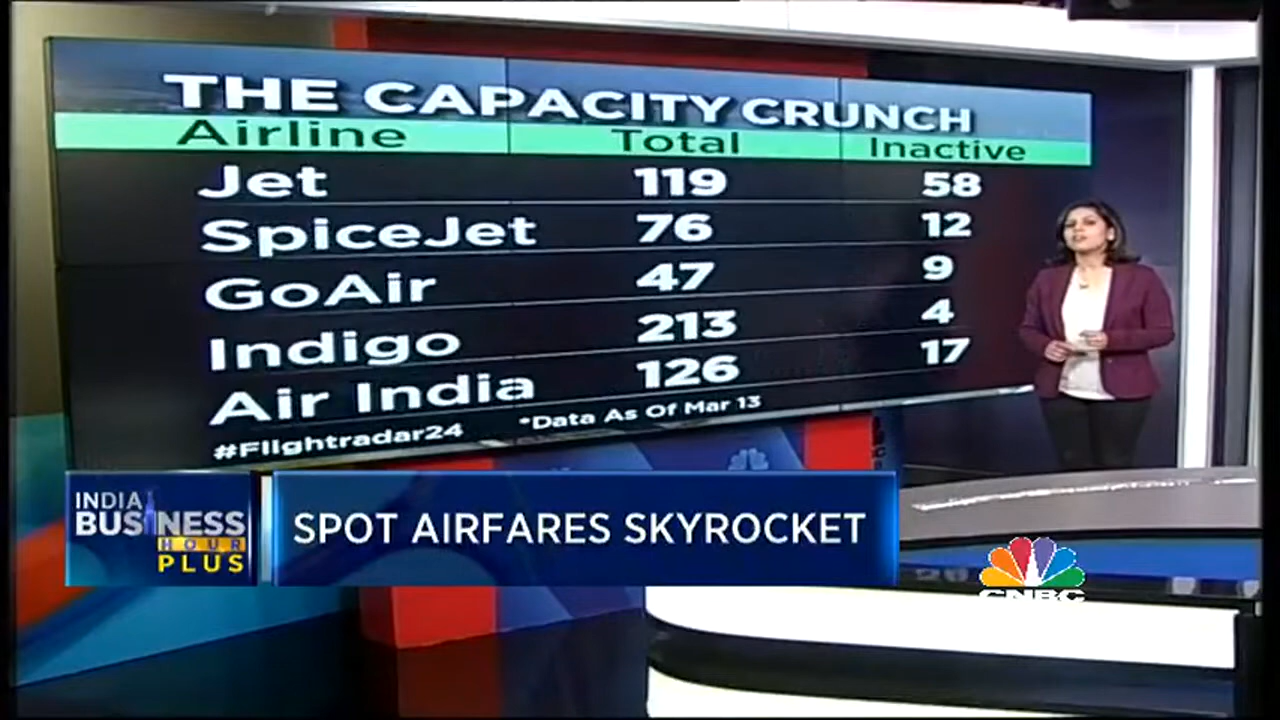 THE CAPACITY CRUNCH
Airline Total Inactive
Jet 119 58
SpiceJet 76 12
GoAir 47 9
Indigo 213 4
Air India 126 17
#Flightradar24 *Data As Of Mar 13
INDIA
BUSINESS
HOUR
PLUS
SPOT AIRFARES SKYROCKET
CNBC